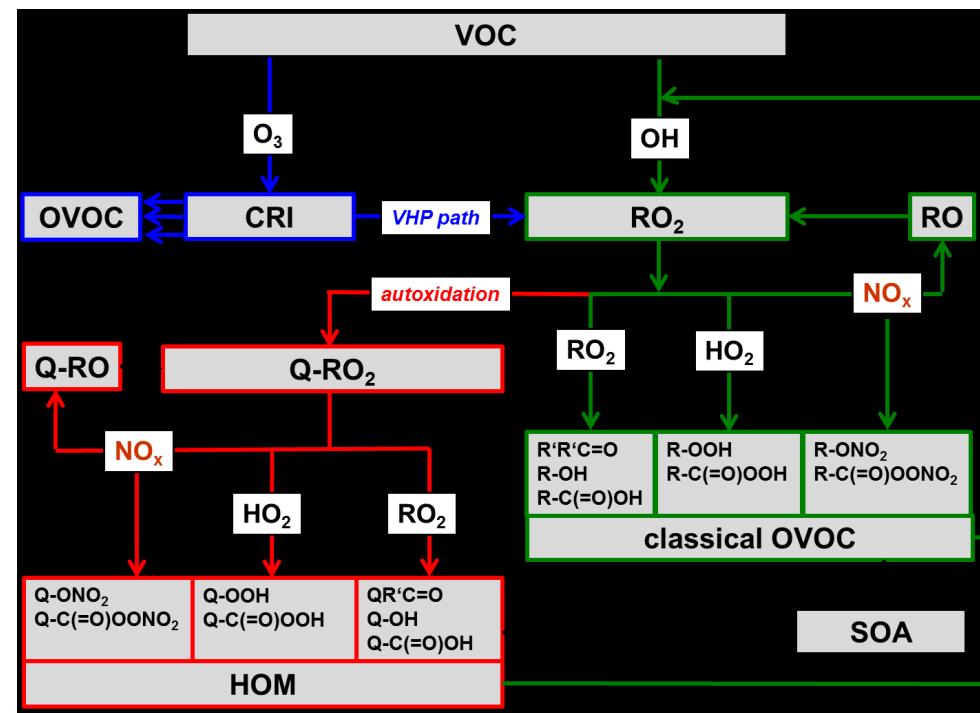 VOC
O₃
OH
OVOC
CRI
VHP path
RO₂
RO
autoxidation
NOₓ
RO₂
HO₂
Q-RO
Q-RO₂
NOₓ
HO₂
RO₂
R‘R‘C=O
R-OH
R-C(=O)OH
R-OOH
R-C(=O)OOH
R-ONO₂
R-C(=O)OONO₂
classical OVOC
Q-ONO₂
Q-C(=O)OONO₂
Q-OOH
Q-C(=O)OOH
QR‘C=O
Q-OH
Q-C(=O)OH
SOA
HOM